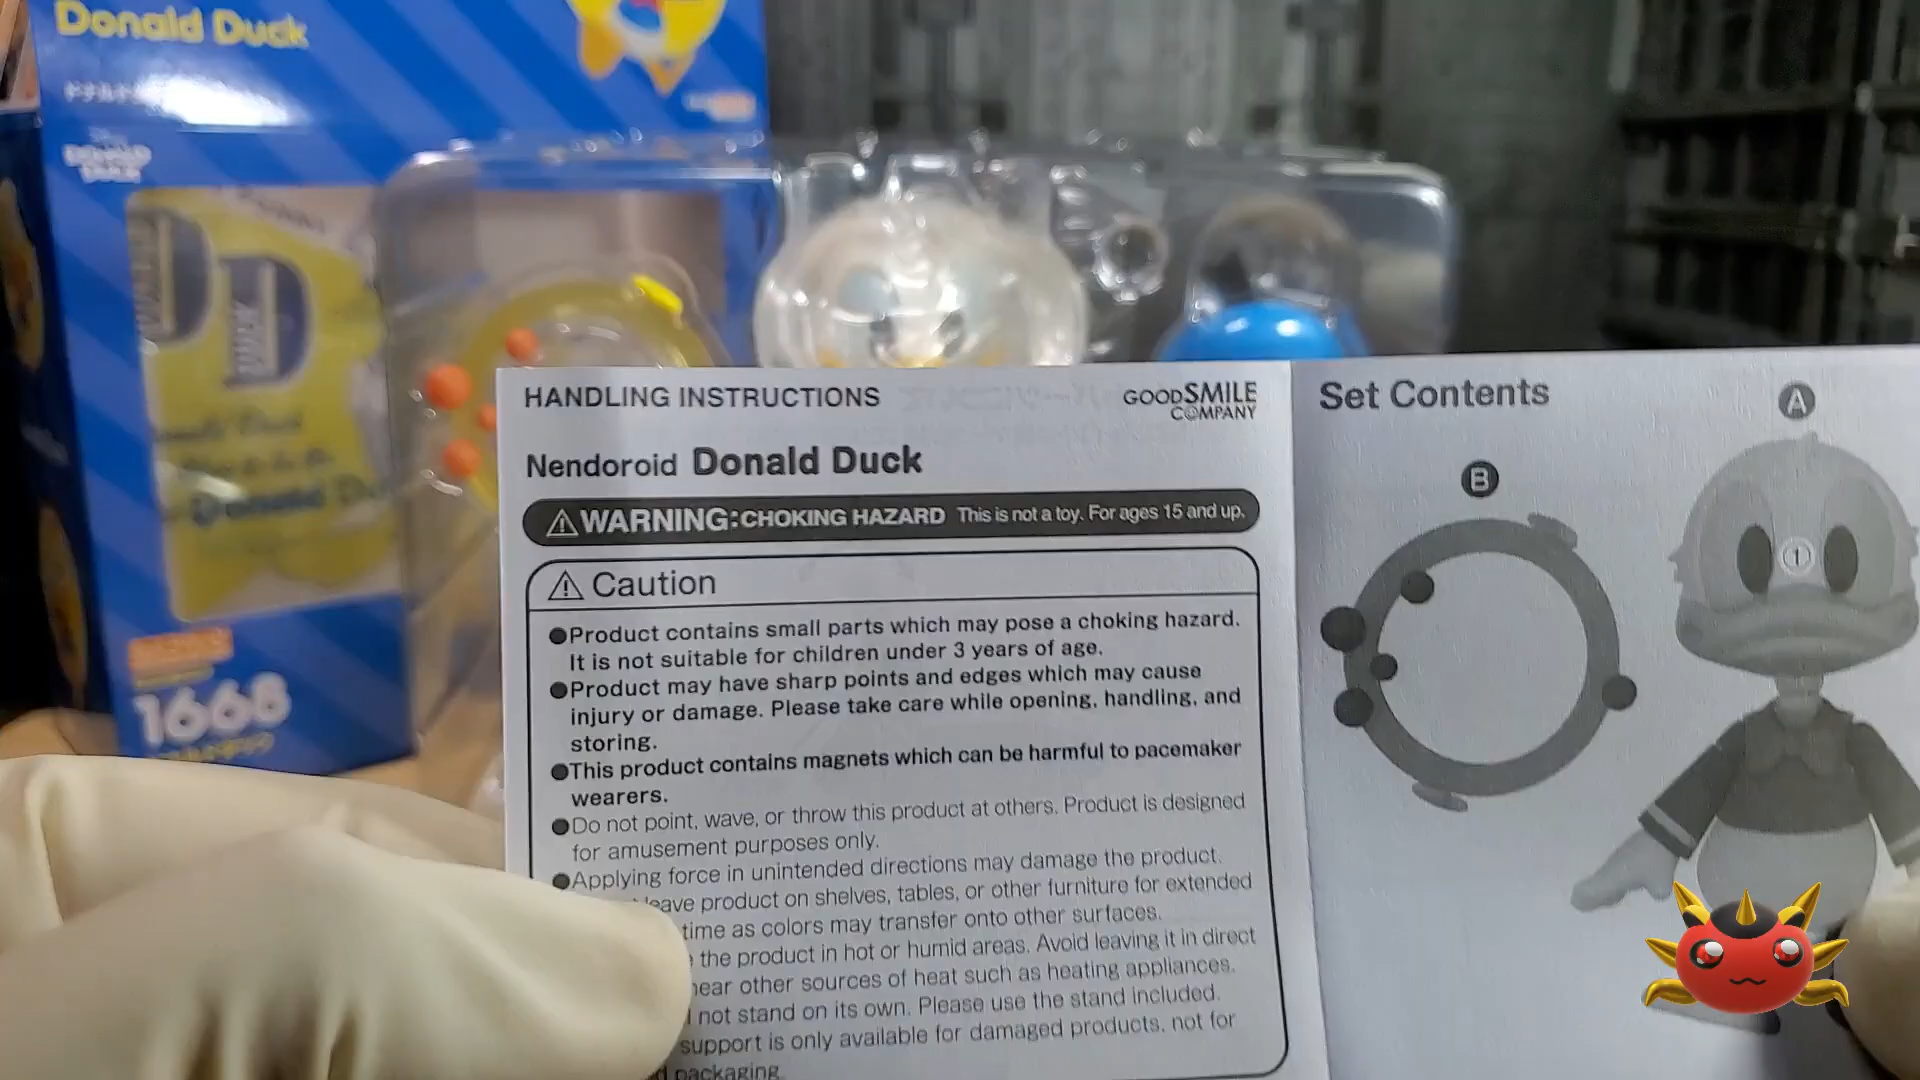 Donald Duck
DONALD
DUCK
Donald Duck
1668
HANDLING INSTRUCTIONS
GOODSMILE
COMPANY
Nendoroid Donald Duck
WARNING:CHOKING HAZARD This is not a toy. For ages 15 and up.
Caution
●Product contains small parts which may pose a choking hazard.
It is not suitable for children under 3 years of age.
●Product may have sharp points and edges which may cause
injury or damage. Please take care while opening, handling, and
storing.
●This product contains magnets which can be harmful to pacemaker
wearers.
●Do not point, wave, or throw this product at others. Product is designed
for amusement purposes only.
●Applying force in unintended directions may damage the product.
leave product on shelves, tables, or other furniture for extended
time as colors may transfer onto other surfaces.
the product in hot or humid areas. Avoid leaving it in direct
near other sources of heat such as heating appliances.
not stand on its own. Please use the stand included.
support is only available for damaged products, not for
packaging.
Set Contents
A
B
1